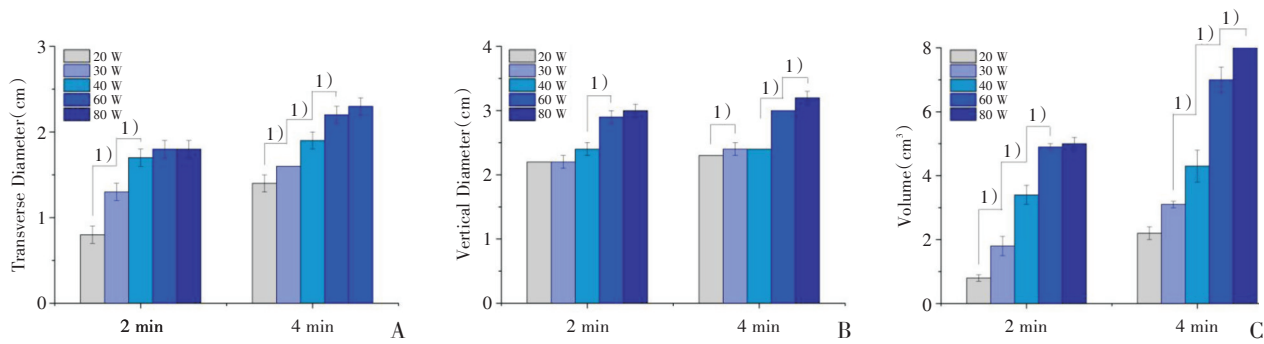 3
2
1
0
Transverse Diameter(cm)
20 W
30 W
40 W
60 W
80 W
1)
1)
1)
1)
1)
2 min
4 min
A
4
3
2
1
0
Vertical Diameter(cm)
20 W
30 W
40 W
60 W
80 W
1)
1)
1)
2 min
4 min
B
8
6
4
2
0
Volume(cm³)
20 W
30 W
40 W
60 W
80 W
1)
1)
1)
1)
1)
1)
2 min
4 min
C